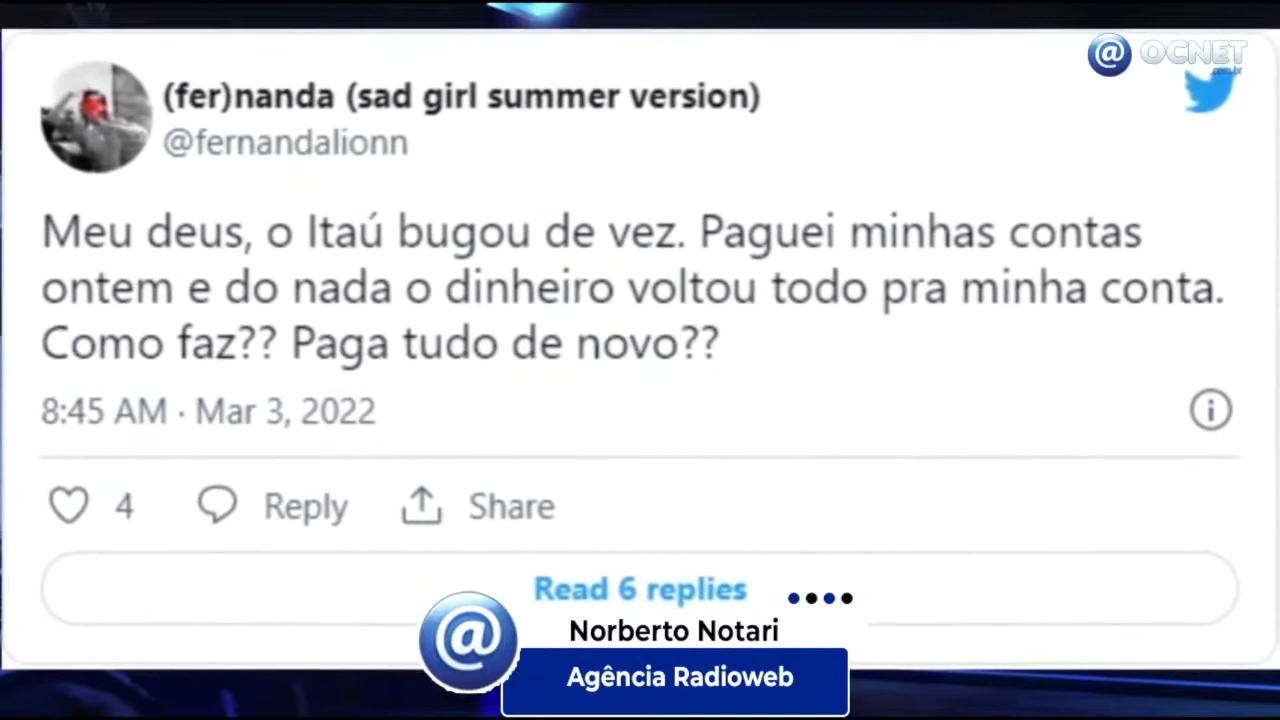 OCNET
.com.br
(fer)nanda (sad girl summer version)
@fernandalionn
Meu deus, o Itaú bugou de vez. Paguei minhas contas
ontem e do nada o dinheiro voltou todo pra minha conta.
Como faz?? Paga tudo de novo??
8:45 AM · Mar 3, 2022
4
Reply
Share
Read 6 replies
Norberto Notari
Agência Radioweb